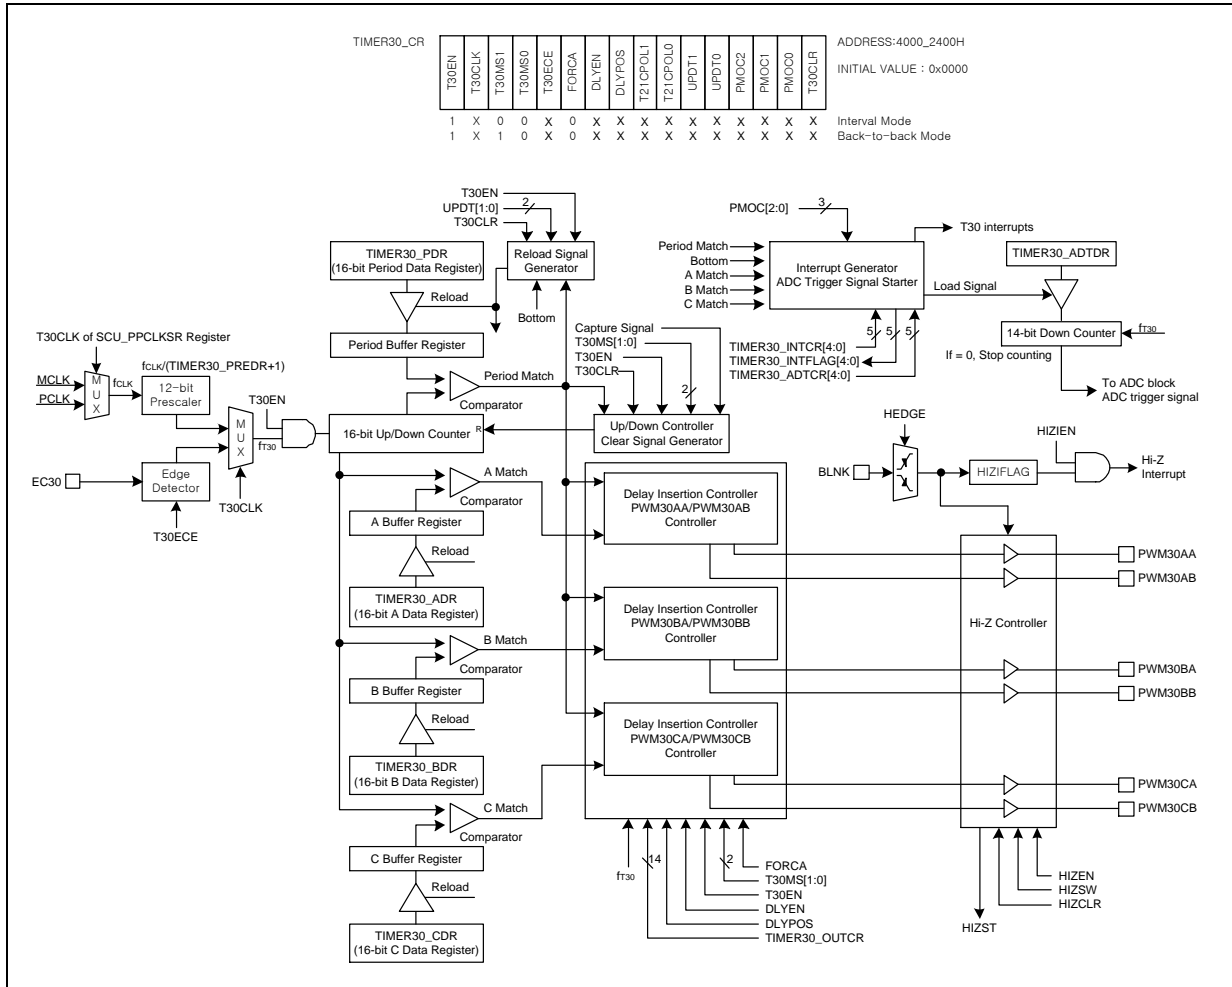 TIMER30_CR
T30EN
T30CLK
T30MS1
T30MS0
T30ECE
FORCA
DLYEN
DLYPOS
T21CPOL1
T21CPOL0
UPDT1
UPDT0
PMOC2
PMOC1
PMOC0
T30CLR
ADDRESS:4000_2400H
INITIAL VALUE : 0x0000
1 X 0 0 X 0 X X X X X X X X X X Interval Mode
1 X 1 0 X 0 X X X X X X X X X X Back-to-back Mode
T30EN
UPDT[1:0]
2
T30CLR
TIMER30_PDR
(16-bit Period Data Register)
Reload Signal
Generator
Reload
Bottom
Period Buffer Register
PMOC[2:0]
3
T30 interrupts
Period Match
Bottom
A Match
B Match
C Match
Interrupt Generator
ADC Trigger Signal Starter
TIMER30_ADTDR
Load Signal
14-bit Down Counter
fT30
If = 0, Stop counting
5
5
5
TIMER30_INTCR[4:0]
TIMER30_INTFLAG[4:0]
TIMER30_ADTCR[4:0]
To ADC block
ADC trigger signal
T30CLK of SCU_PPCLKSR Register
MCLK
PCLK
MUX
fCLK
fCLK/(TIMER30_PREDR+1)
12-bit
Prescaler
T30EN
MUX
fT30
EC30
Edge
Detector
T30CLK
T30ECE
Capture Signal
T30MS[1:0]
T30EN
T30CLR
2
Period Match
Comparator
16-bit Up/Down Counter
R
Up/Down Controller
Clear Signal Generator
HEDGE
BLNK
HIZIFLAG
HIZIEN
Hi-Z
Interrupt
A Match
Comparator
A Buffer Register
Reload
TIMER30_ADR
(16-bit A Data Register)
Delay Insertion Controller
PWM30AA/PWM30AB
Controller
PWM30AA
PWM30AB
B Match
Comparator
B Buffer Register
Reload
TIMER30_BDR
(16-bit B Data Register)
Delay Insertion Controller
PWM30BA/PWM30BB
Controller
Hi-Z Controller
PWM30BA
PWM30BB
C Match
Comparator
C Buffer Register
Reload
TIMER30_CDR
(16-bit C Data Register)
Delay Insertion Controller
PWM30CA/PWM30CB
Controller
PWM30CA
PWM30CB
fT30
14
2
FORCA
T30MS[1:0]
T30EN
DLYEN
DLYPOS
TIMER30_OUTCR
HIZEN
HIZSW
HIZCLR
HIZST